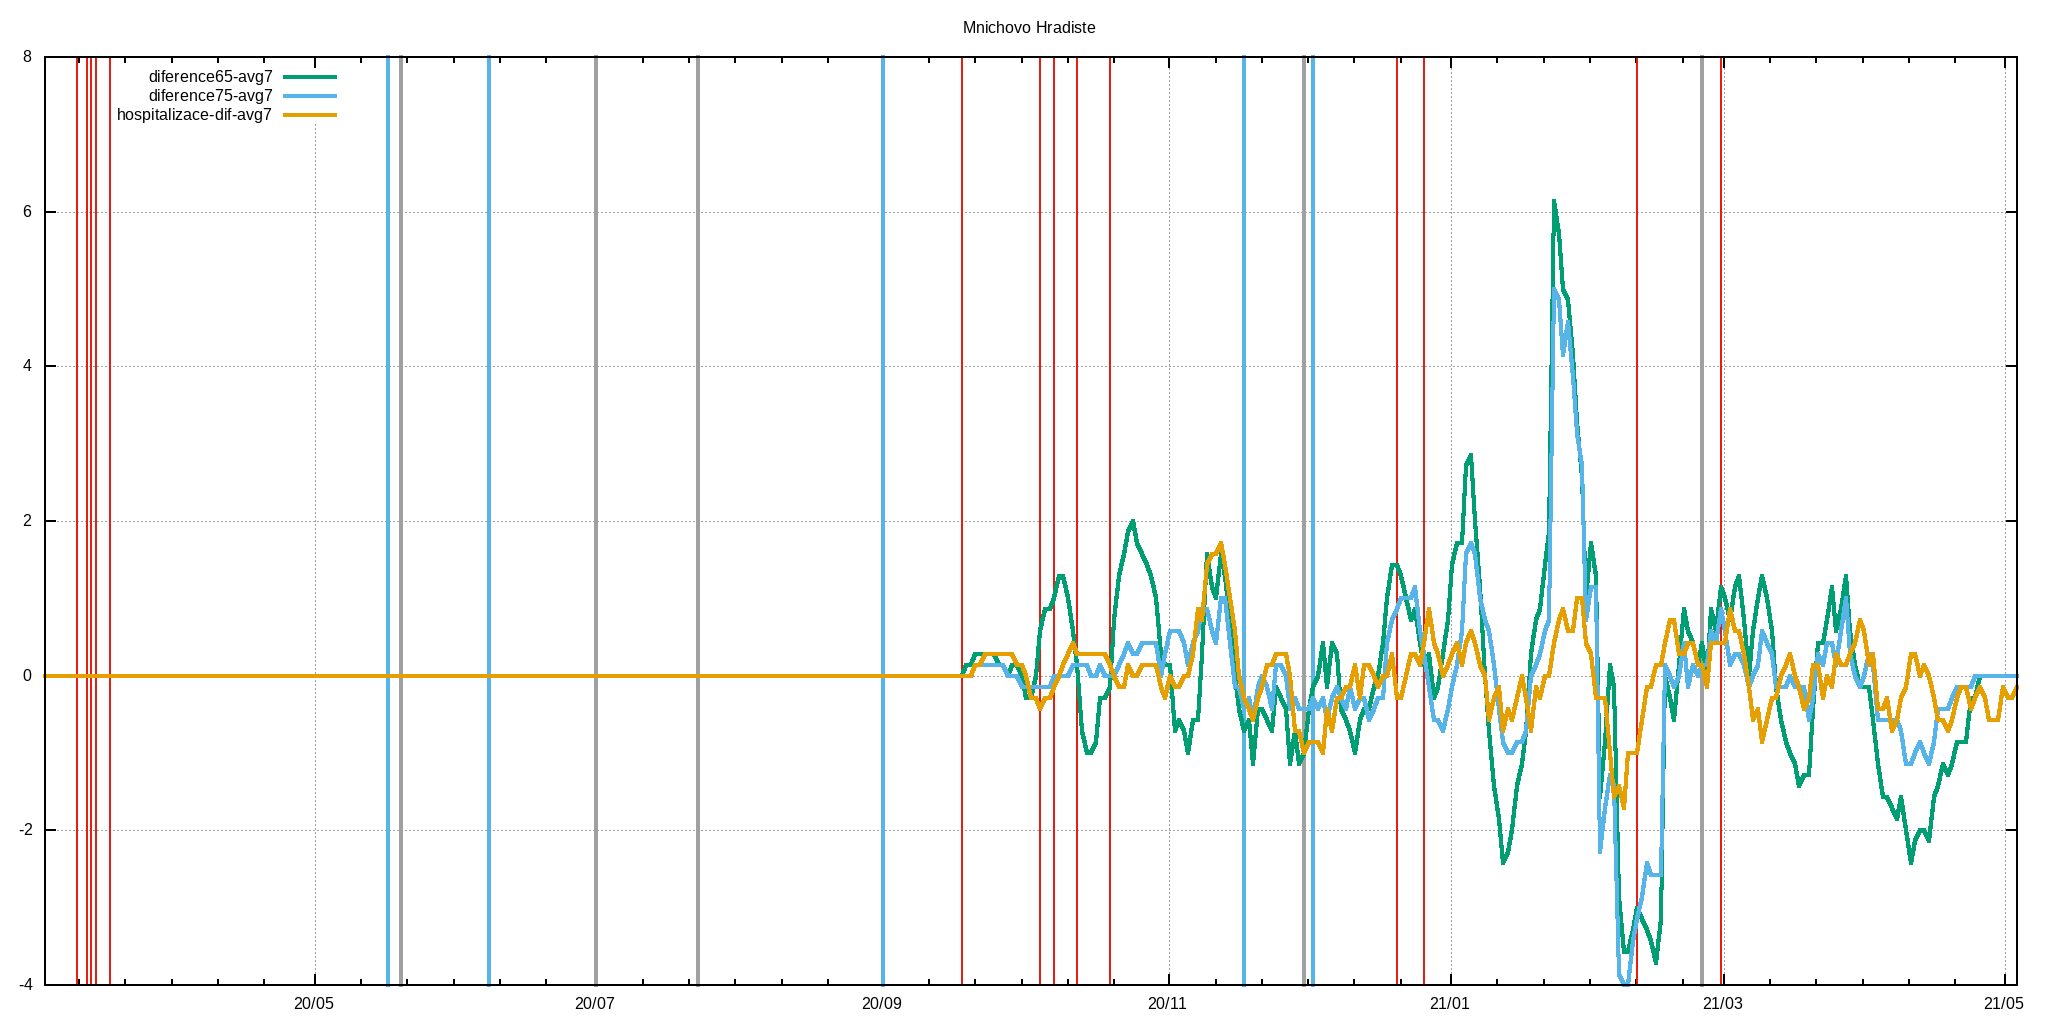 Mnichovo Hradiste
8
diference65-avg7
diference75-avg7
hospitalizace-dif-avg7
6
4
2
0
-2
-4
20/05 20/07 20/09 20/11 21/01 21/03 21/05